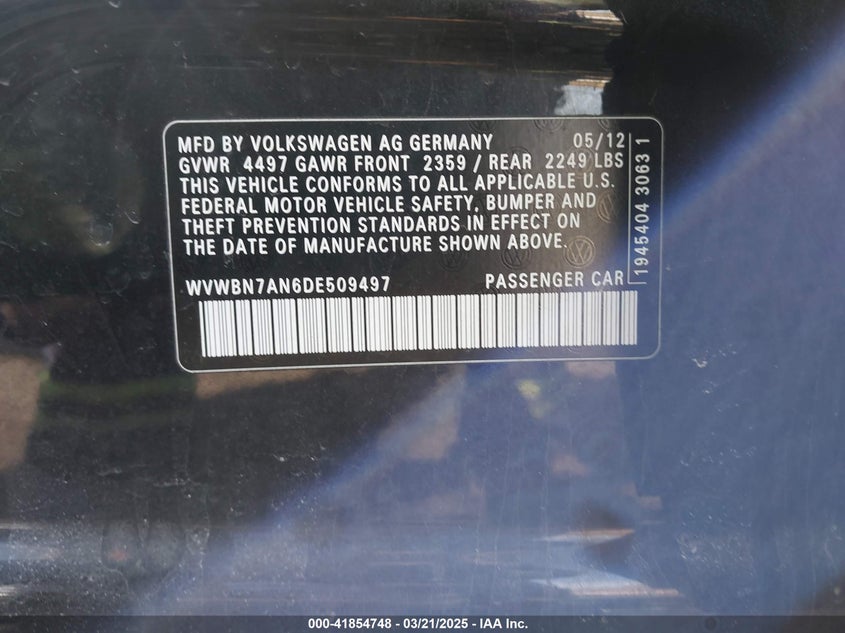 MFD BY VOLKSWAGEN AG GERMANY 05/12
GVWR 4497 GAWR FRONT 2359 / REAR 2249 LBS
THIS VEHICLE CONFORMS TO ALL APPLICABLE U.S.
FEDERAL MOTOR VEHICLE SAFETY, BUMPER AND
THEFT PREVENTION STANDARDS IN EFFECT ON
THE DATE OF MANUFACTURE SHOWN ABOVE.
WVWBN7AN6DE509497 PASSENGER CAR
1945404 3063 1
000-41854748 - 03/21/2025 - IAA Inc.